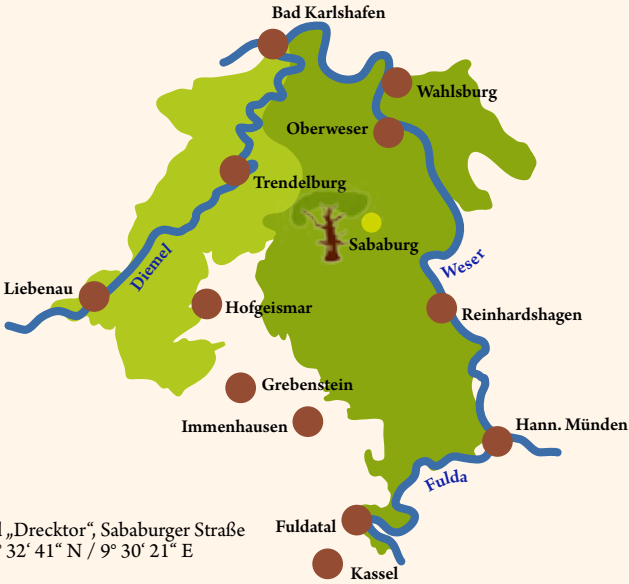 Bad Karlshafen
Wahlsburg
Oberweser
Trendelburg
Sababurg
Diemel
Weser
Liebenau
Hofgeismar
Reinhardshagen
Grebenstein
Immenhausen
Hann. Münden
Fulda
„Drecktor“, Sababurger Straße
32‘ 41“ N / 9° 30‘ 21“ E
Fuldatal
Kassel